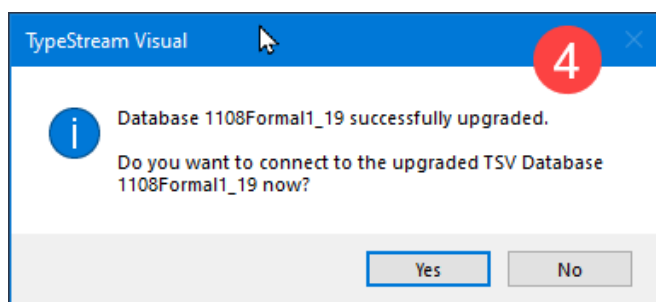 TypeStream Visual
4
Database 1108Formal1_19 successfully upgraded.
Do you want to connect to the upgraded TSV Database
1108Formal1_19 now?
Yes
No